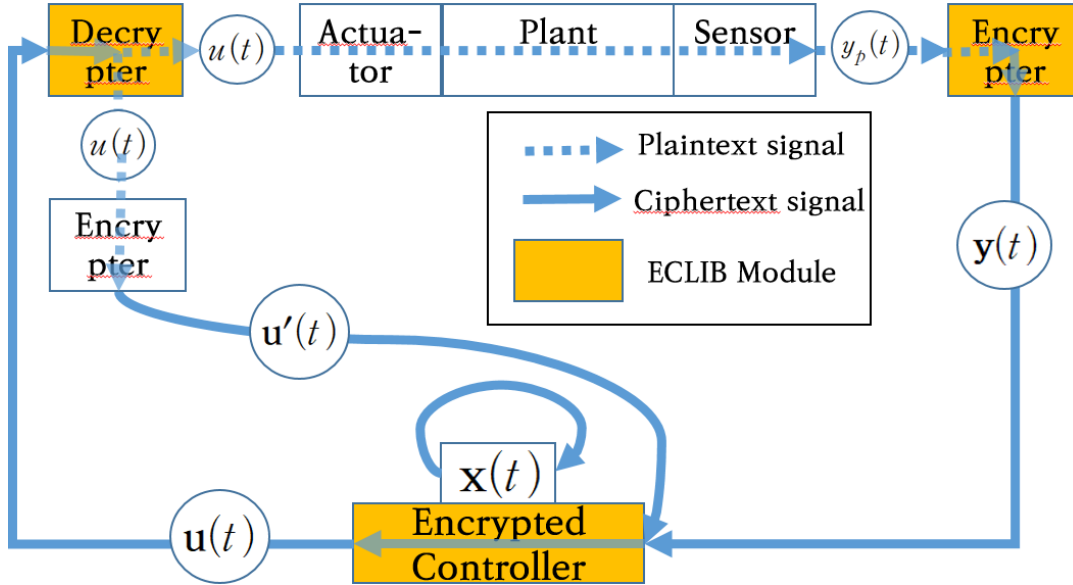 Decry
pter
u(t)
Actua-
tor
Plant
Sensor
y_p(t)
Encry
pter
u(t)
Plaintext signal
Ciphertext signal
ECLIB Module
Encry
pter
y(t)
u′(t)
x(t)
u(t)
Encrypted
Controller